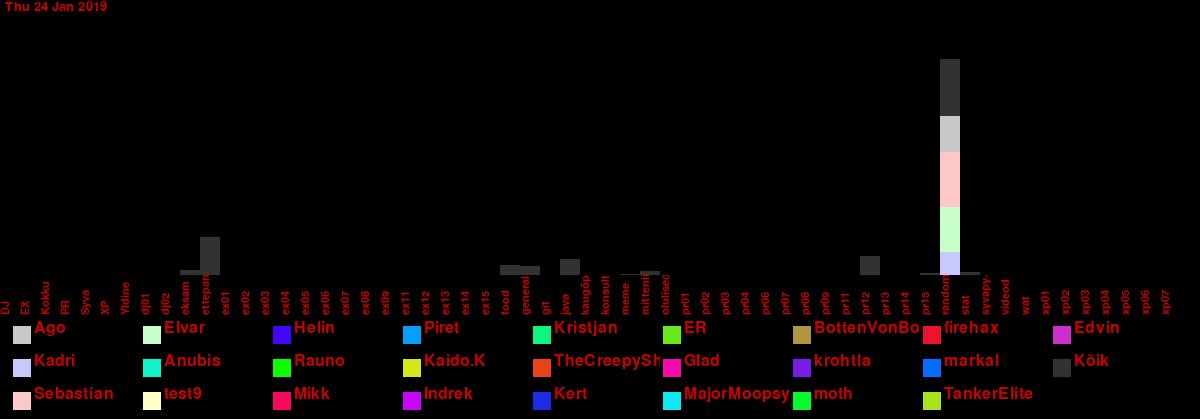 Thu 24 Jan 2019
DJ EX Kokku PR Syva XP Yldine dj01 dj02 eksam ettepan ex01 ex02 ex03 ex04 ex05 ex06 ex07 ex08 ex09 ex10 ex11 ex12 ex13 ex14 ex15 food general git java kaugõp konsult meme mitteniii olulised pr01 pr02 pr03 pr04 pr06 pr07 pr08 pr09 pr11 pr12 pr13 pr14 pr15 random stat syvapy- videod wat xp01 xp02 xp03 xp04 xp05 xp06 xp07
Ago Elvar Helin Piret Kristjan ER BottenVonBo firehax Edvin
Kadri Anubis Rauno Kaido.K TheCreepySh Glad krohtla markal Kõik
Sebastian test9 Mikk Indrek Kert MajorMoopsy moth TankerElite